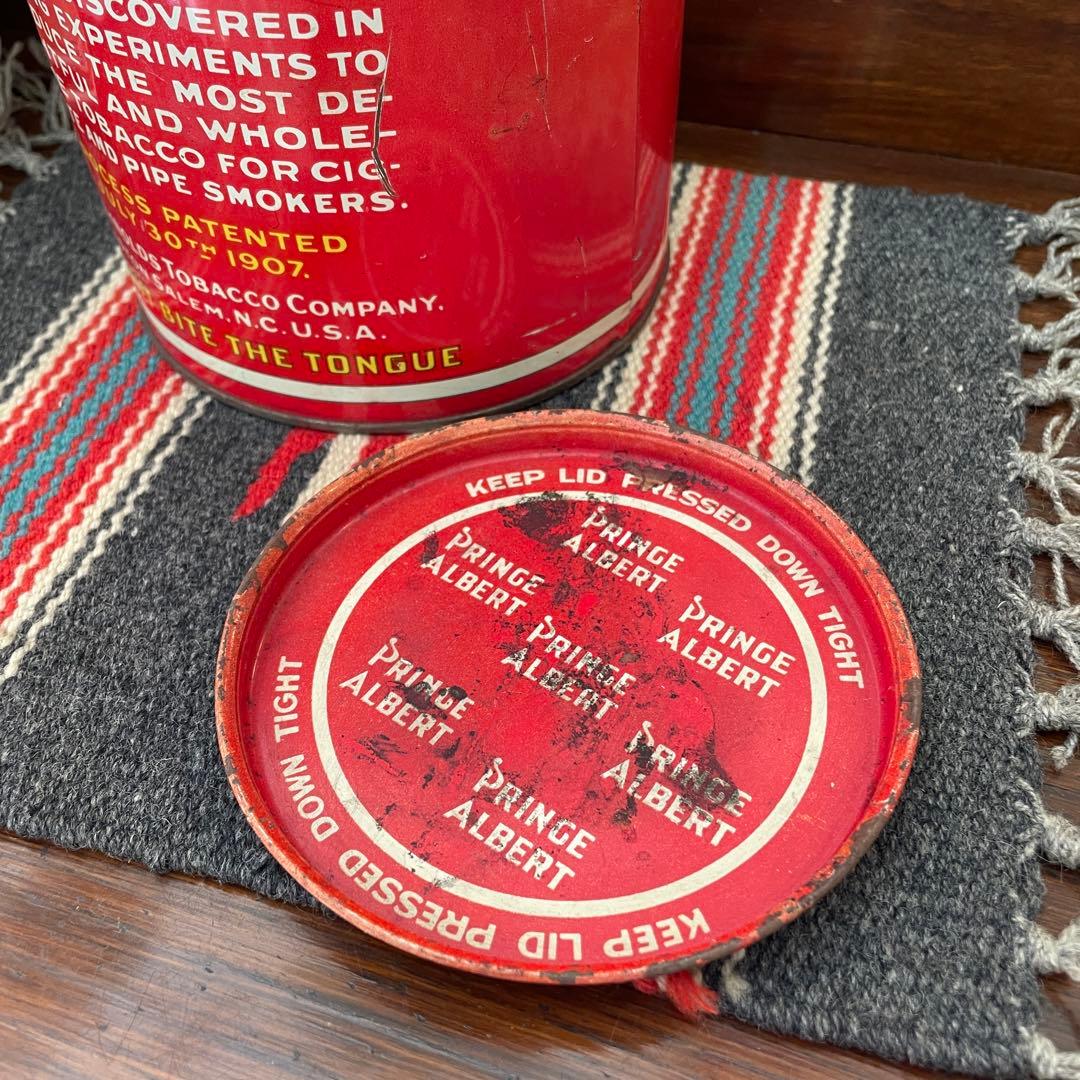 DISCOVERED IN
EXPERIMENTS TO
THE MOST DE-
AND WHOLE-
TOBACCO FOR CIG-
AND PIPE SMOKERS.
PATENTED
JULY 30TH 1907.
TOBACCO COMPANY.
SALEM, N.C. U.S.A.
BITE THE TONGUE
KEEP LID PRESSED DOWN TIGHT
PRINCE
ALBERT
PRINCE
ALBERT
PRINCE
ALBERT
PRINCE
ALBERT
PRINCE
ALBERT
PRINCE
ALBERT
PRINCE
ALBERT
KEEP LID PRESSED DOWN TIGHT